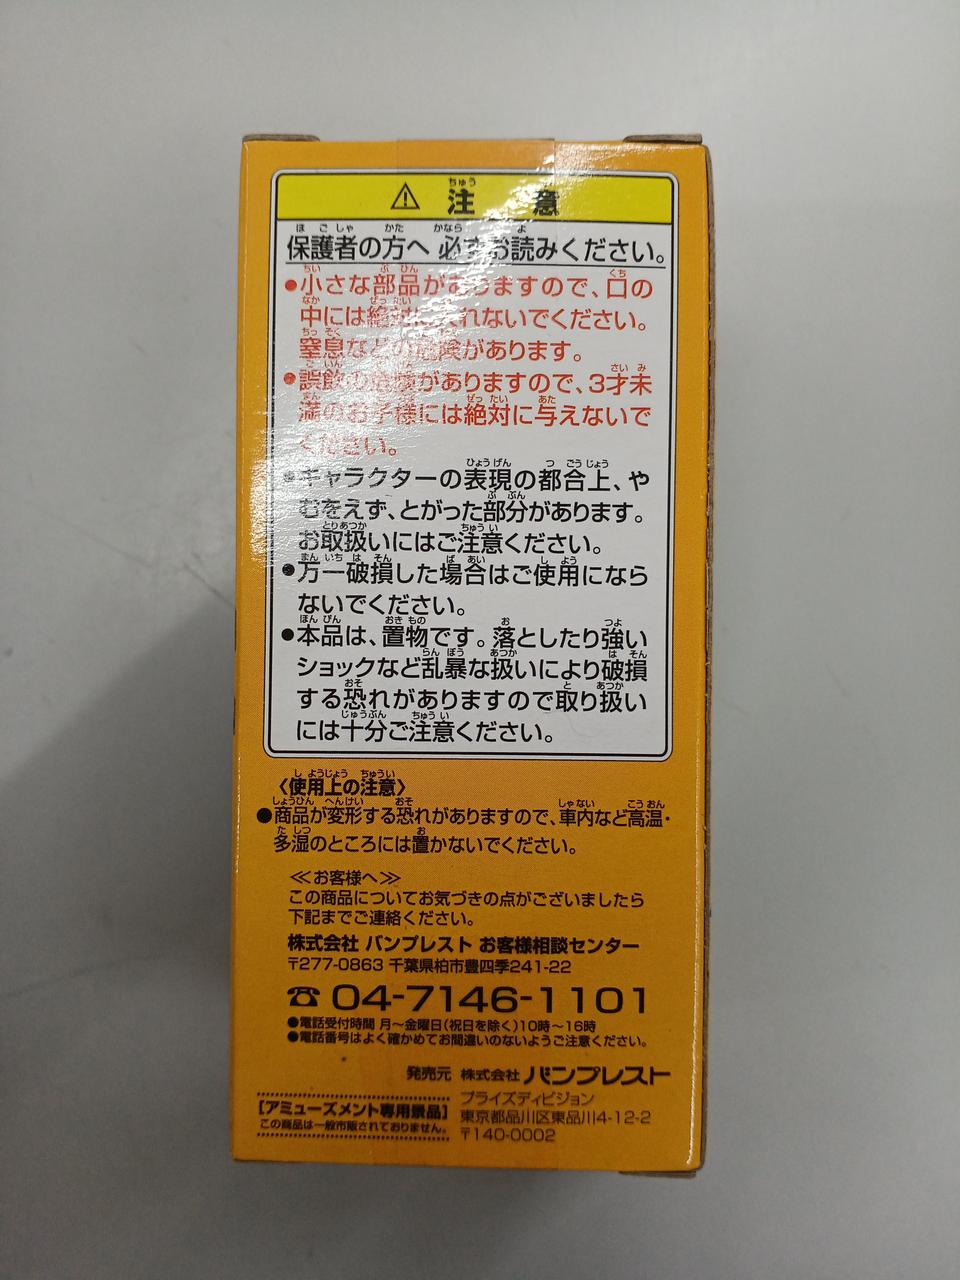 ⚠ 注意
保護者の方へ 必ずお読みください。
●小さな部品がありますので、口の
中には絶対に入れないでください。
窒息などの危険があります。
●誤飲の危険がありますので、3才未
満のお子様には絶対に与えないで
ください。
●キャラクターの表現の都合上、や
むをえず、とがった部分があります。
お取扱いにはご注意ください。
●万一破損した場合はご使用になら
ないでください。
●本品は、置物です。落としたり強い
ショックなど乱暴な扱いにより破損
する恐れがありますので取り扱い
には十分ご注意ください。
〈使用上の注意〉
●商品が変形する恐れがありますので、車内など高温・
多湿のところには置かないでください。
≪お客様へ≫
この商品についてお気づきの点がございましたら
下記までご連絡ください。
株式会社 バンプレスト お客様相談センター
〒277-0863 千葉県柏市豊四季241-22
☎ 04-7146-1101
●電話受付時間 月～金曜日(祝日を除く)10時～16時
●電話番号はよく確かめてお間違いのないようご注意ください。
発売元 株式会社 バンプレスト
プライズディビジョン
東京都品川区東品川4-12-2
〒140-0002
[アミューズメント専用景品]
この商品は一般市販されておりません。